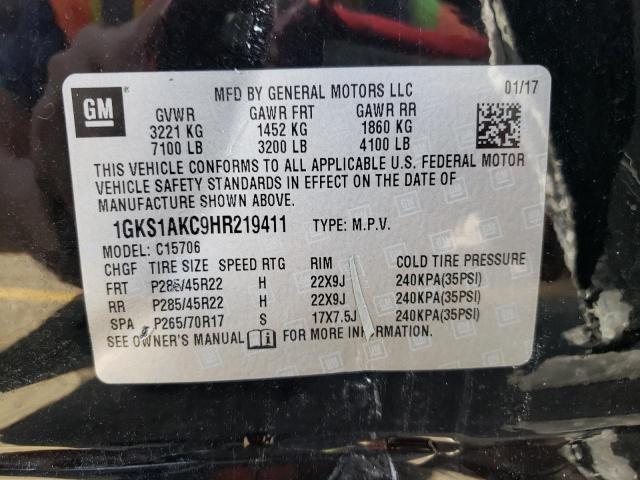 MFD BY GENERAL MOTORS LLC 01/17
GM
GVWR GAWR FRT GAWR RR
3221 KG 1452 KG 1860 KG
7100 LB 3200 LB 4100 LB
THIS VEHICLE CONFORMS TO ALL APPLICABLE U.S. FEDERAL MOTOR
VEHICLE SAFETY STANDARDS IN EFFECT ON THE DATE OF
MANUFACTURE SHOWN ABOVE.
1GKS1AKC9HR219411 TYPE: M.P.V.
MODEL: C15706
CHGF TIRE SIZE SPEED RTG RIM COLD TIRE PRESSURE
FRT P285/45R22 H 22X9J 240KPA(35PSI)
RR P285/45R22 H 22X9J 240KPA(35PSI)
SPA P265/70R17 S 17X7.5J 240KPA(35PSI)
SEE OWNER'S MANUAL FOR MORE INFORMATION.